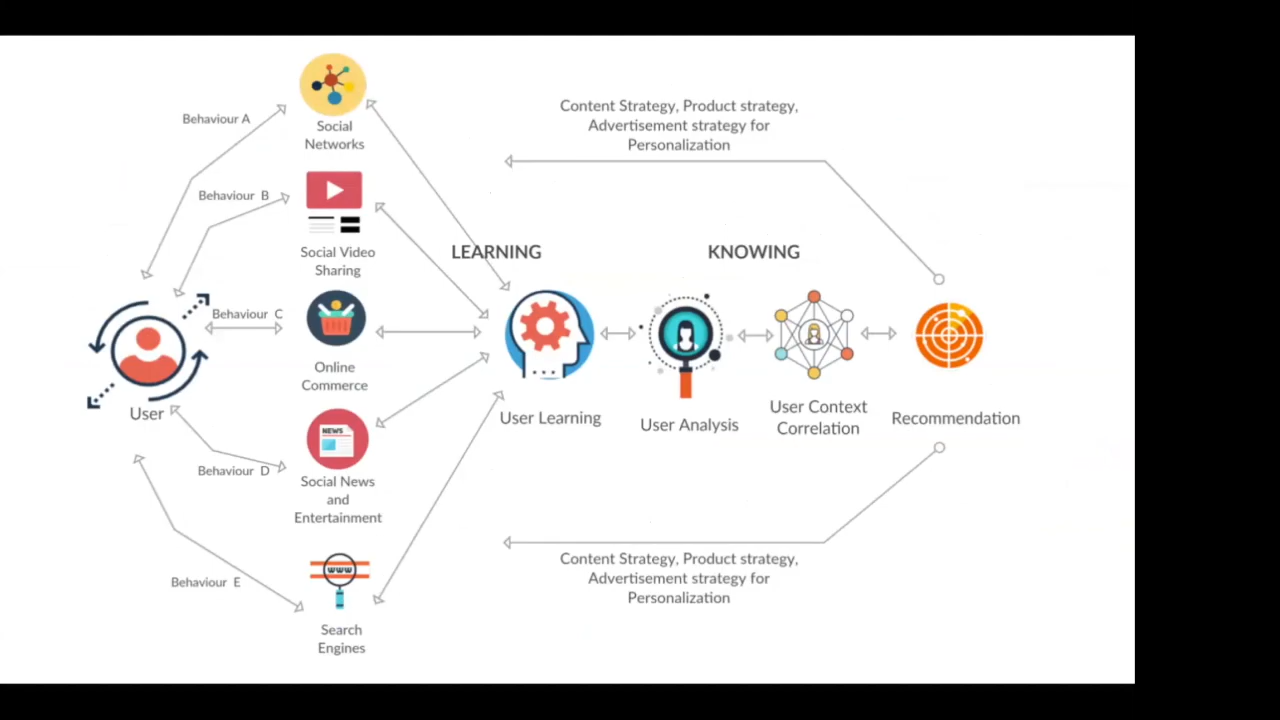 Behaviour A
Social
Networks
Content Strategy, Product strategy,
Advertisement strategy for
Personalization
Behaviour B
Social Video
Sharing
LEARNING
KNOWING
Behaviour C
User
Online
Commerce
User Learning
User Analysis
User Context
Correlation
Recommendation
Behaviour D
NEWS
Social News
and
Entertainment
Content Strategy, Product strategy,
Advertisement strategy for
Personalization
Behaviour E
www
Search
Engines